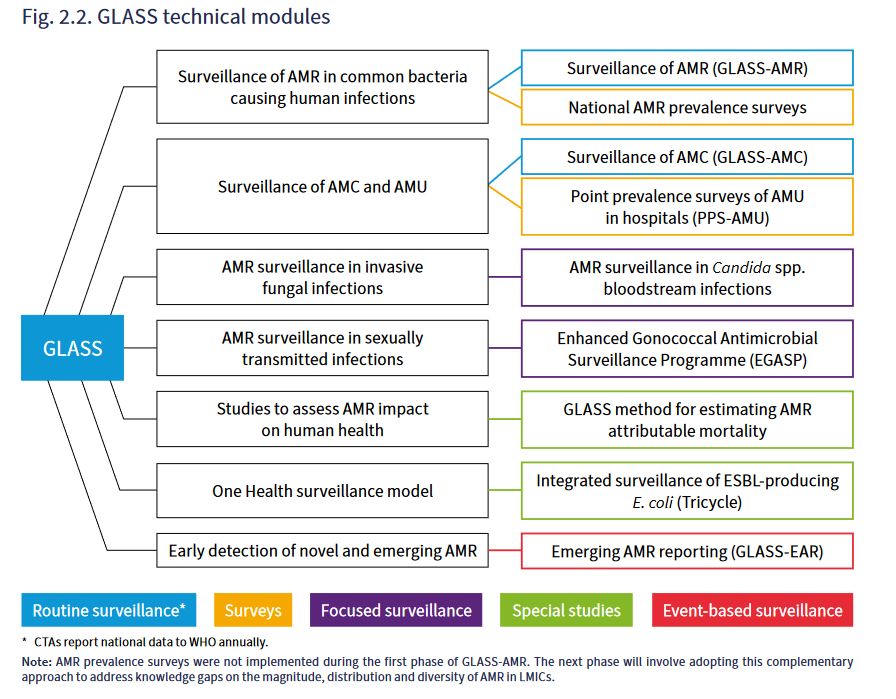 Fig. 2.2. GLASS technical modules
Surveillance of AMR in common bacteria
causing human infections
Surveillance of AMR (GLASS-AMR)
National AMR prevalence surveys
Surveillance of AMC and AMU
Surveillance of AMC (GLASS-AMC)
Point prevalence surveys of AMU
in hospitals (PPS-AMU)
AMR surveillance in invasive
fungal infections
AMR surveillance in Candida spp.
bloodstream infections
GLASS
AMR surveillance in sexually
transmitted infections
Enhanced Gonococcal Antimicrobial
Surveillance Programme (EGASP)
Studies to assess AMR impact
on human health
GLASS method for estimating AMR
attributable mortality
One Health surveillance model
Integrated surveillance of ESBL-producing
E. coli (Tricycle)
Early detection of novel and emerging AMR
Emerging AMR reporting (GLASS-EAR)
Routine surveillance*
Surveys
Focused surveillance
Special studies
Event-based surveillance
* CTAs report national data to WHO annually.
Note: AMR prevalence surveys were not implemented during the first phase of GLASS-AMR. The next phase will involve adopting this complementary
approach to address knowledge gaps on the magnitude, distribution and diversity of AMR in LMICs.